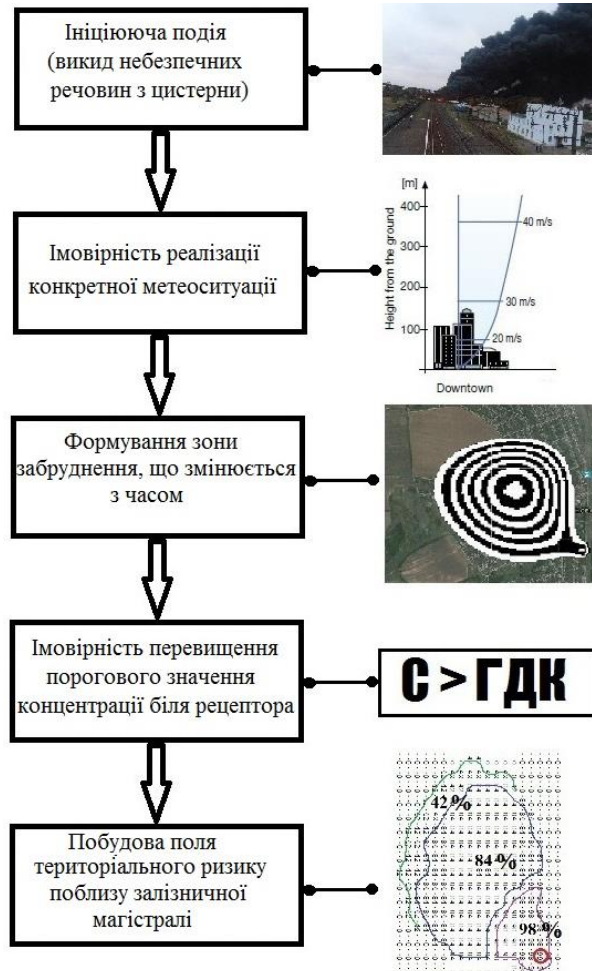 Ініціююча подія
(викид небезпечних
речовин з цистерни)
Імовірність реалізації
конкретної метеоситуації
[m]
400
300
200
100
Height from the ground
40 m/s
30 m/s
20 m/s
Downtown
Формування зони
забруднення, що змінюється
з часом
Імовірність перевищення
порогового значення
концентрації біля рецептора
С > ГДК
Побудова поля
територіального ризику
поблизу залізничної
магістралі
42 %
84 %
98 %